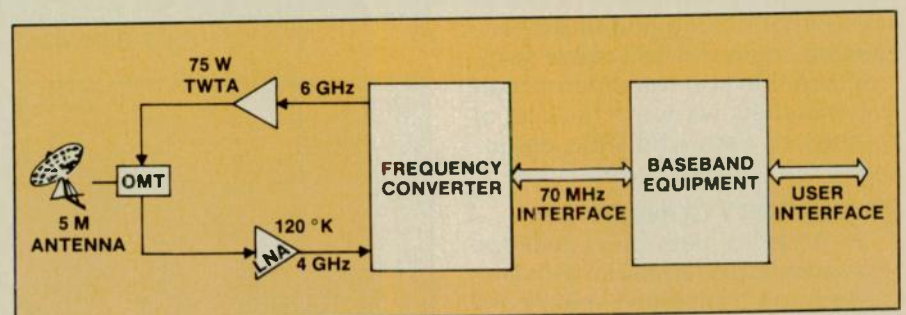 75 W
TWTA
6 GHz
OMT
5 M
ANTENNA
120 °K
LNA
4 GHz
FREQUENCY
CONVERTER
70 MHz
INTERFACE
BASEBAND
EQUIPMENT
USER
INTERFACE